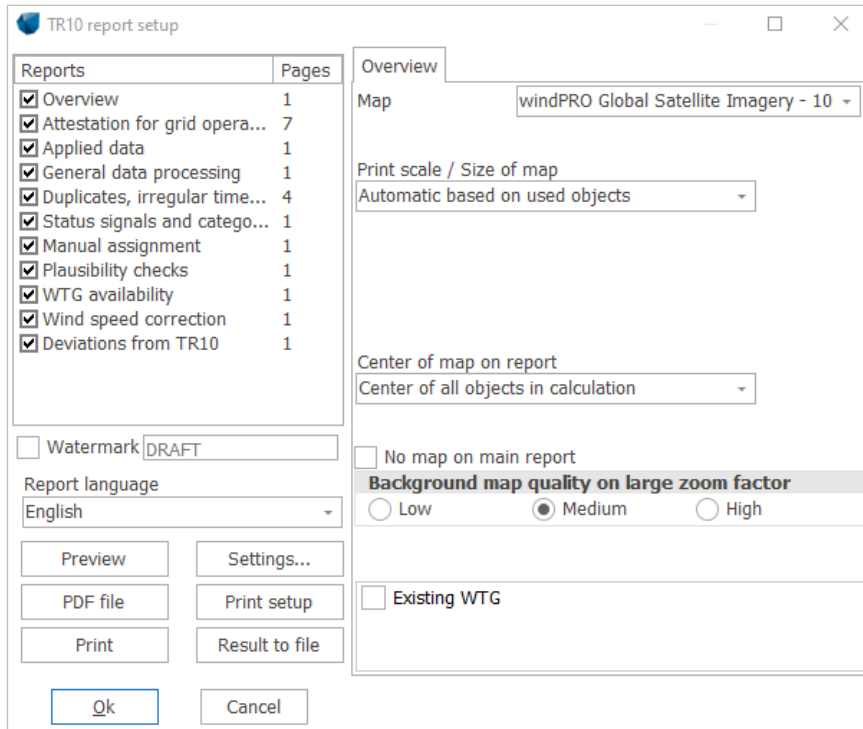 TR10 report setup
Reports Pages
Overview 1
Attestation for grid opera... 7
Applied data 1
General data processing 1
Duplicates, irregular time... 4
Status signals and catego... 1
Manual assignment 1
Plausibility checks 1
WTG availability 1
Wind speed correction 1
Deviations from TR10 1
Watermark DRAFT
Report language
English
Preview Settings...
PDF file Print setup
Print Result to file
Ok Cancel
Overview
Map windPRO Global Satellite Imagery - 10
Print scale / Size of map
Automatic based on used objects
Center of map on report
Center of all objects in calculation
No map on main report
Background map quality on large zoom factor
Low Medium High
Existing WTG